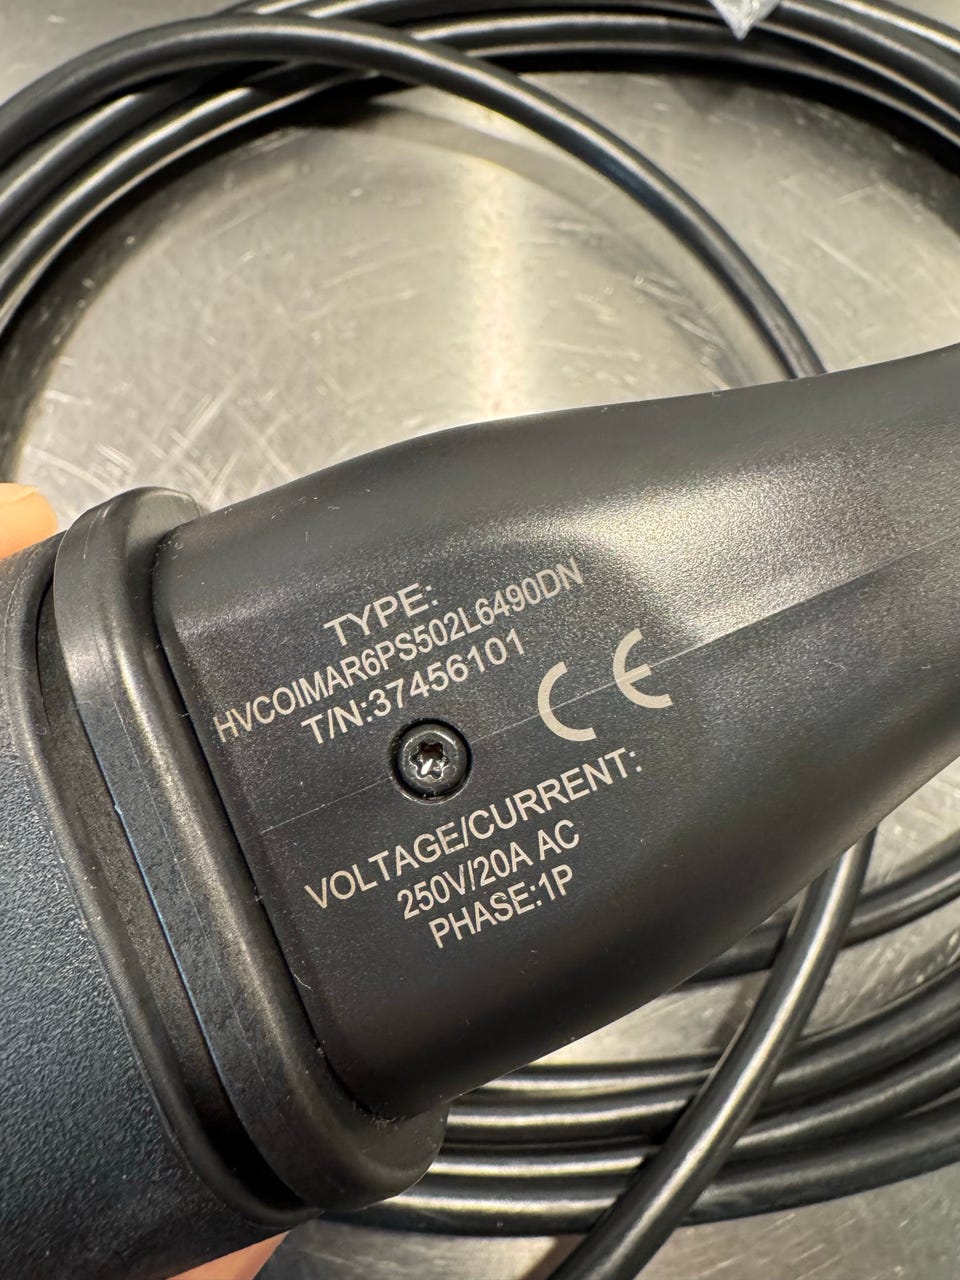 TYPE:
HVCOIMAR6PS502L6490DN
T/N:37456101
CE
VOLTAGE/CURRENT:
250V/20A AC
PHASE:1P